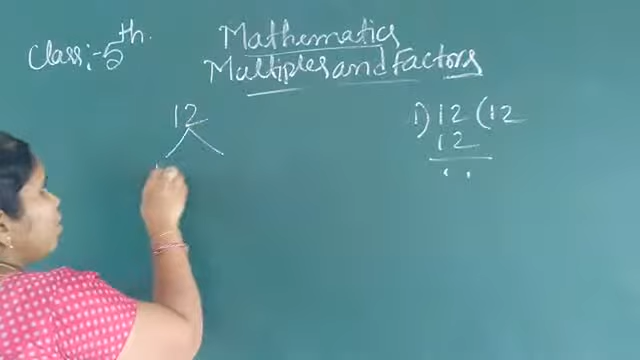 Class:- 5th.
Mathematics
Multiples and Factors
12
1) 12 (12
12